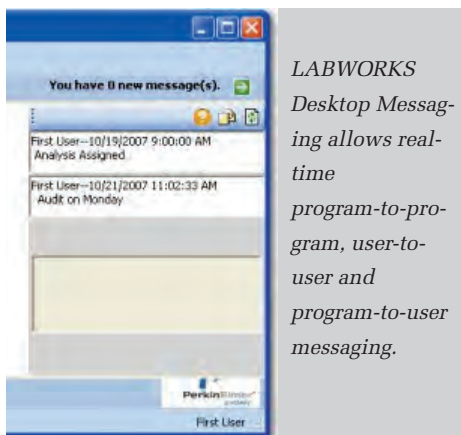 You have 0 new message(s).
First User--10/19/2007 9:00:00 AM
Analysis Assigned
First User--10/21/2007 11:02:33 AM
Audit on Monday
PerkinElmer
First User
LABWORKS
Desktop Messag-
ing allows real-
time
program-to-pro-
gram, user-to-
user and
program-to-user
messaging.